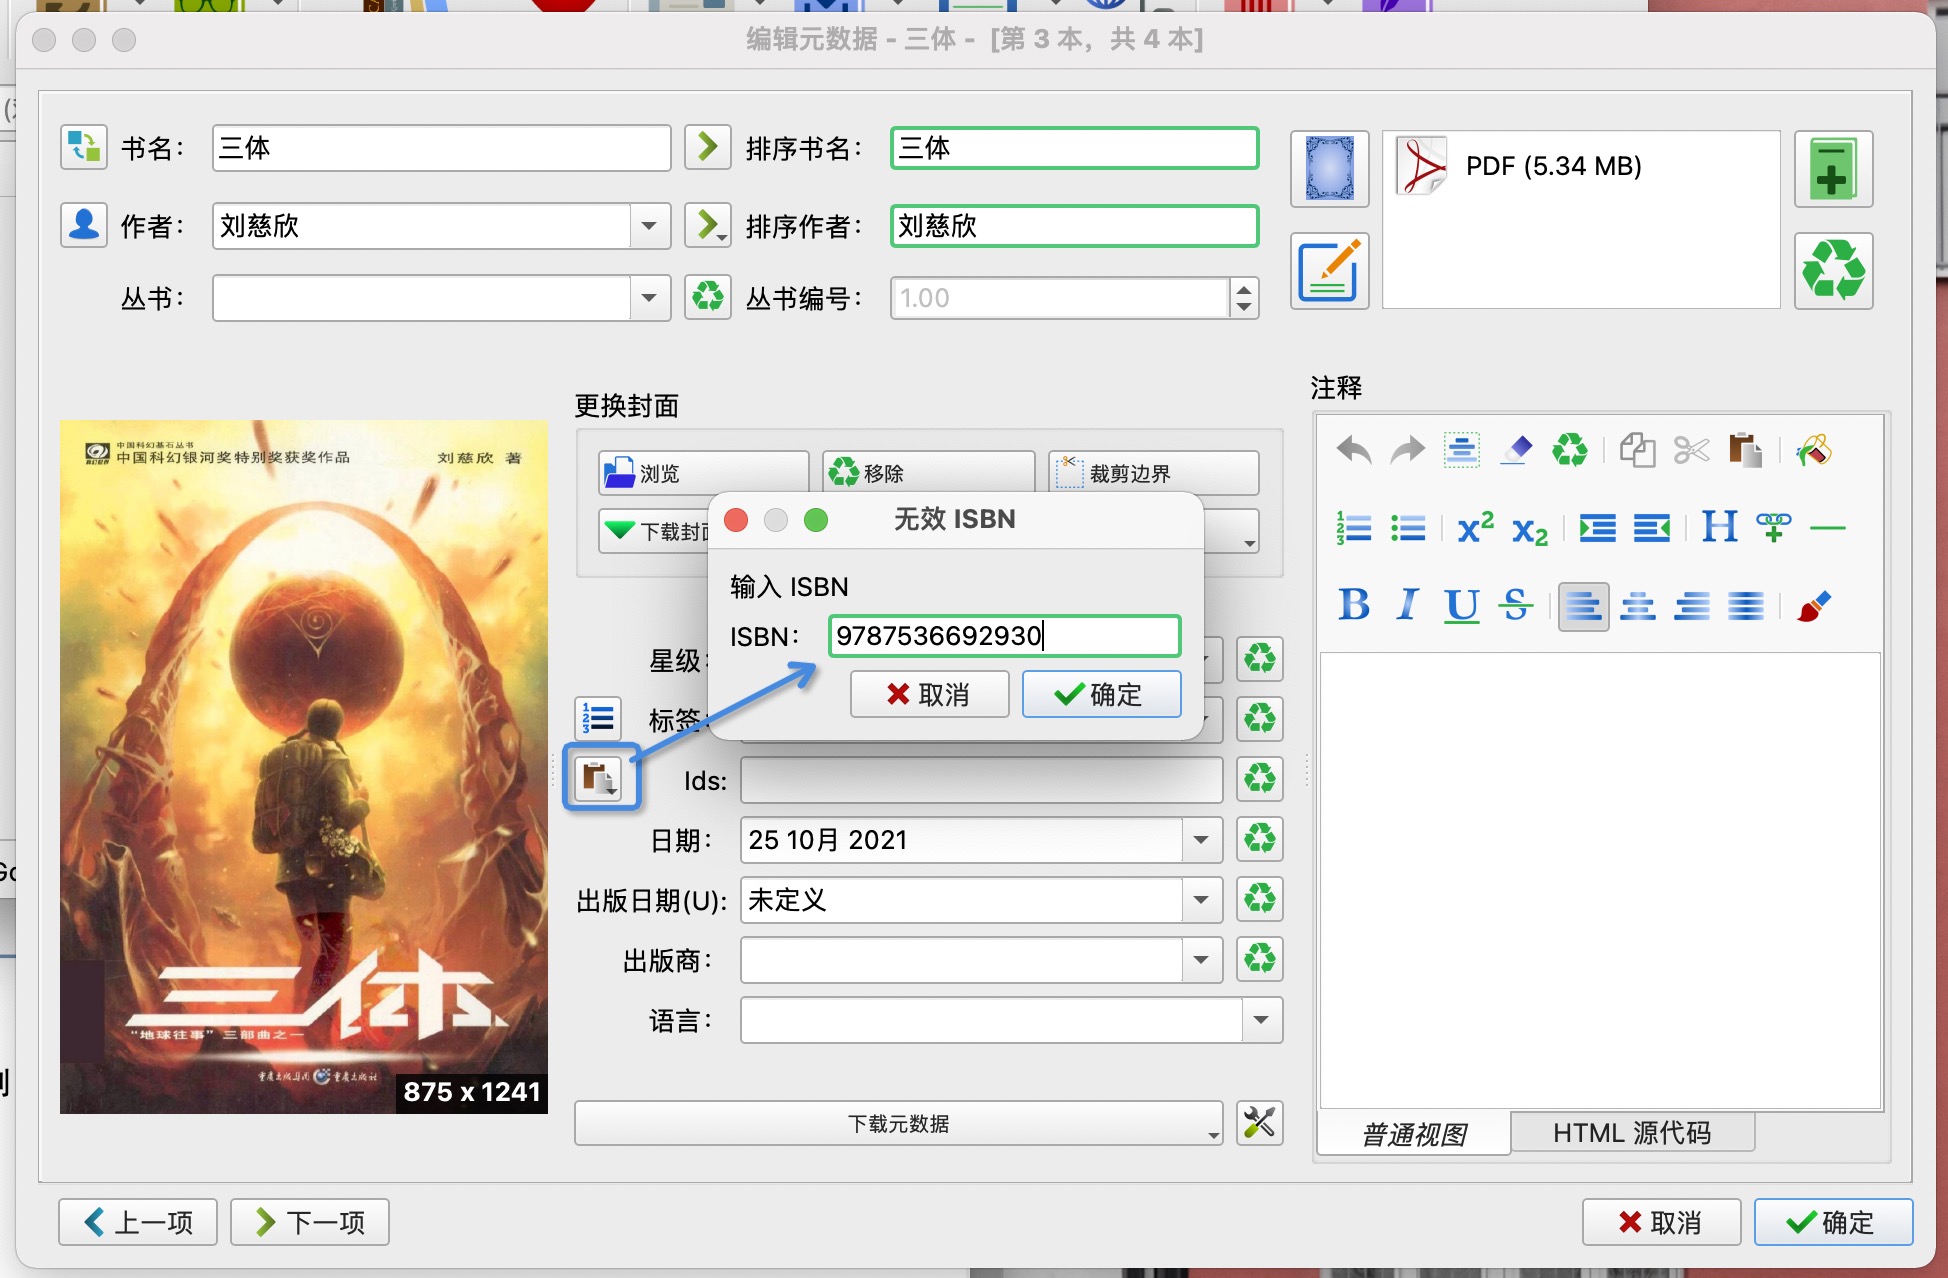 编辑元数据 - 三体 - [第 3 本，共 4 本]
书名：
三体
排序书名：
三体
PDF (5.34 MB)
作者：
刘慈欣
排序作者：
刘慈欣
丛书：
丛书编号：
1.00
更换封面
注释
浏览
移除
裁剪边界
下载封
无效 ISBN
输入 ISBN
ISBN：
9787536692930
取消
确定
星级：
标签：
Ids:
日期：
25 10月 2021
出版日期(U):
未定义
出版商：
语言：
下载元数据
普通视图
HTML 源代码
中国科幻基石丛书
中国科幻银河奖特别奖获奖作品
刘慈欣 著
三体
“地球往事”三部曲之一
重庆出版集团 重庆出版社
875 x 1241
上一项
下一项
取消
确定